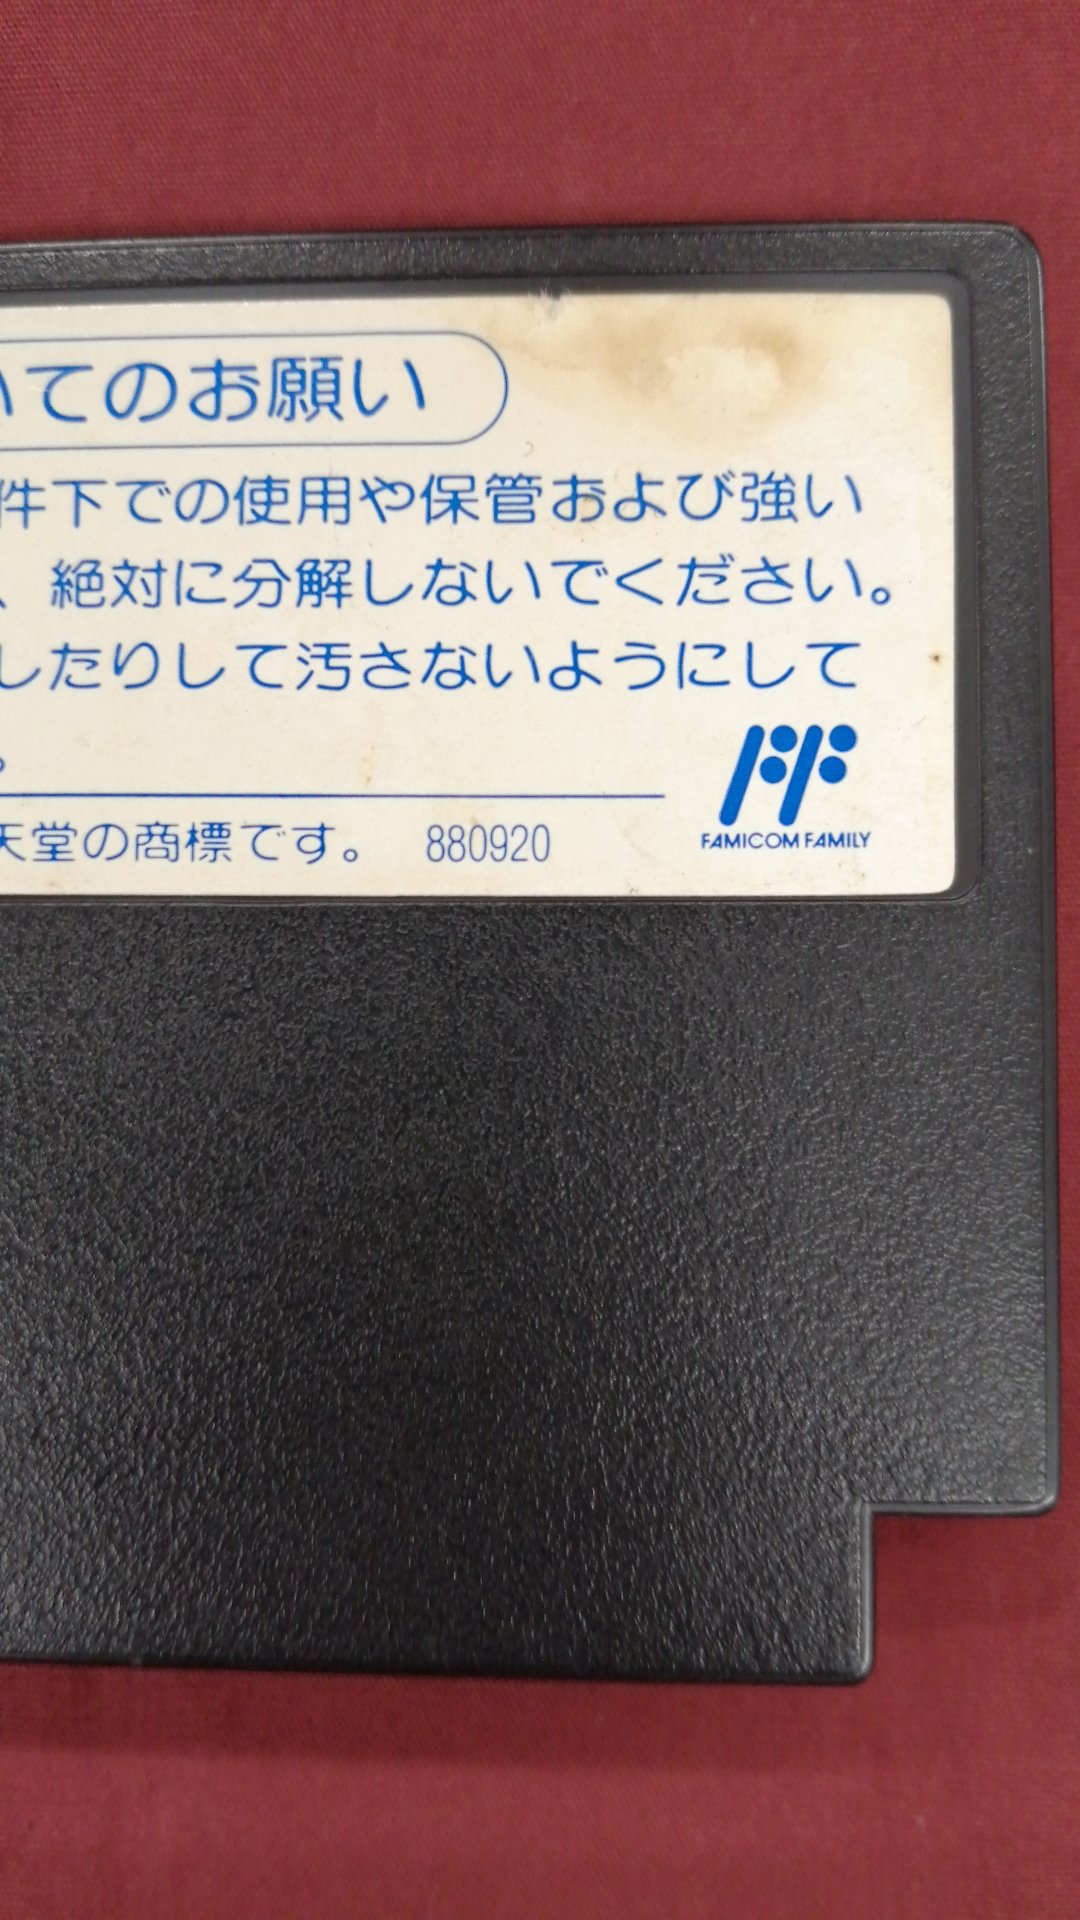 いてのお願い
件下での使用や保管および強い
、絶対に分解しないでください。
したりして汚さないようにして
。
天堂の商標です。 880920
FF
FAMICOM FAMILY